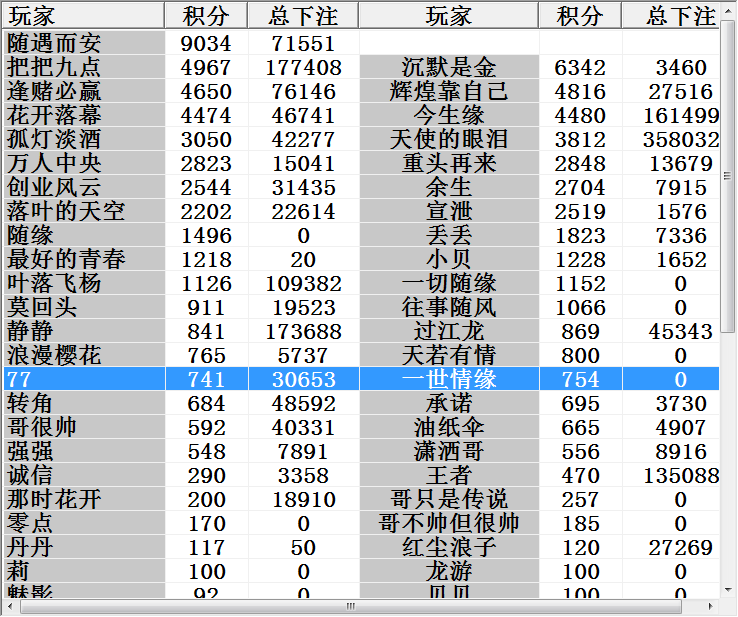 玩家 积分 总下注 玩家 积分 总下注
随遇而安 9034 71551
把把九点 4967 177408 沉默是金 6342 3460
逢赌必赢 4650 76146 辉煌靠自己 4816 27516
花开落幕 4474 46741 今生缘 4480 161499
孤灯淡酒 3050 42277 天使的眼泪 3812 358032
万人中央 2823 15041 重头再来 2848 13679
创业风云 2544 31435 余生 2704 7915
落叶的天空 2202 22614 宣泄 2519 1576
随缘 1496 0 丢丢 1823 7336
最好的青春 1218 20 小贝 1228 1652
叶落飞杨 1126 109382 一切随缘 1152 0
莫回头 911 19523 往事随风 1066 0
静静 841 173688 过江龙 869 45343
浪漫樱花 765 5737 天若有情 800 0
77 741 30653 一世情缘 754 0
转角 684 48592 承诺 695 3730
哥很帅 592 40331 油纸伞 665 4907
强强 548 7891 潇洒哥 556 8916
诚信 290 3358 王者 470 135088
那时花开 200 18910 哥只是传说 257 0
零点 170 0 哥不帅但很帅 185 0
丹丹 117 50 红尘浪子 120 27269
莉 100 0 龙游 100 0
魅影 92 0 贝贝 100 0